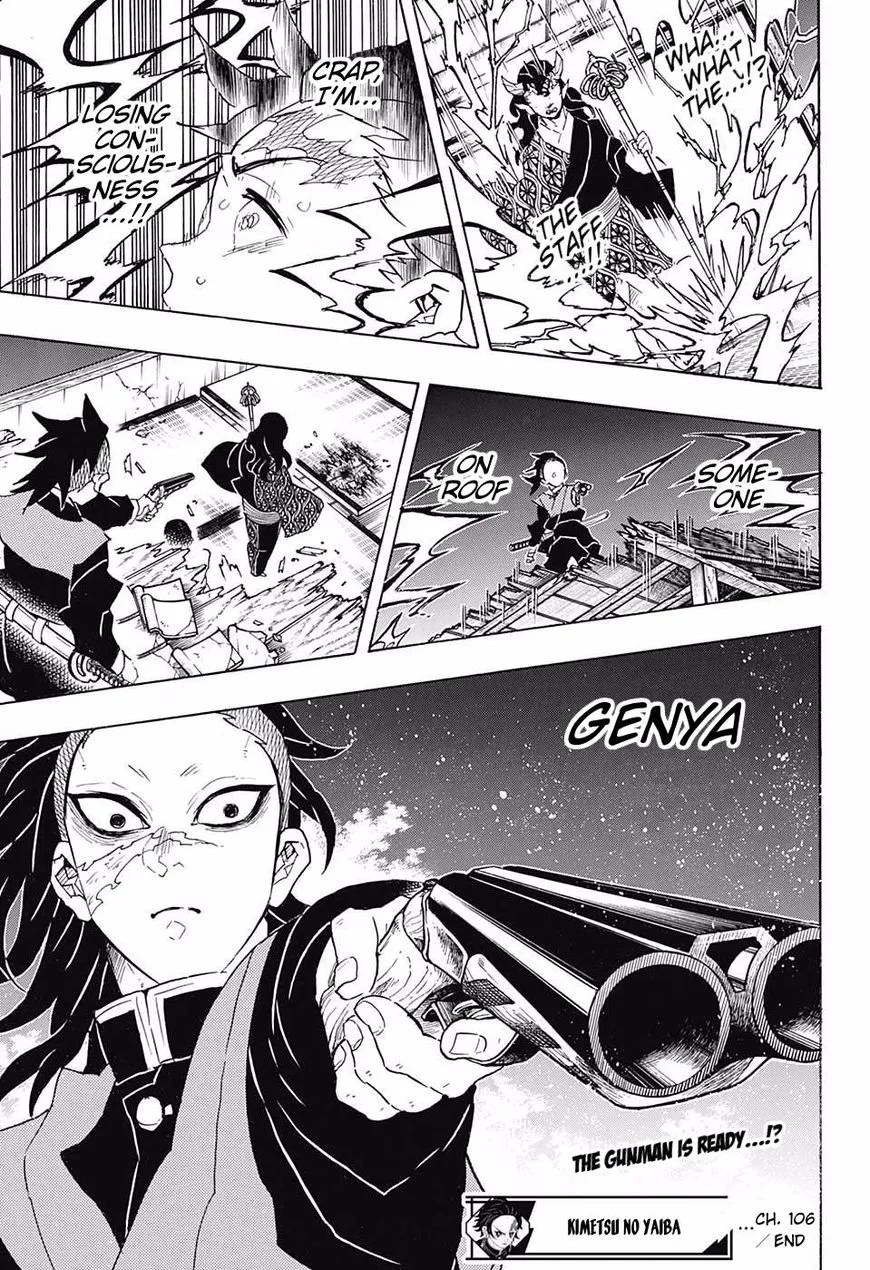 WHA...
WHAT
THE...!?
THE
STAFF
...!!
CRAP,
I'M...
LOSING
CON-
SCIOUS-
NESS
...!!
SOME-
ONE
ON
ROOF
GENYA
THE GUNMAN IS READY...!?
KIMETSU NO YAIBA
...CH. 106
/END